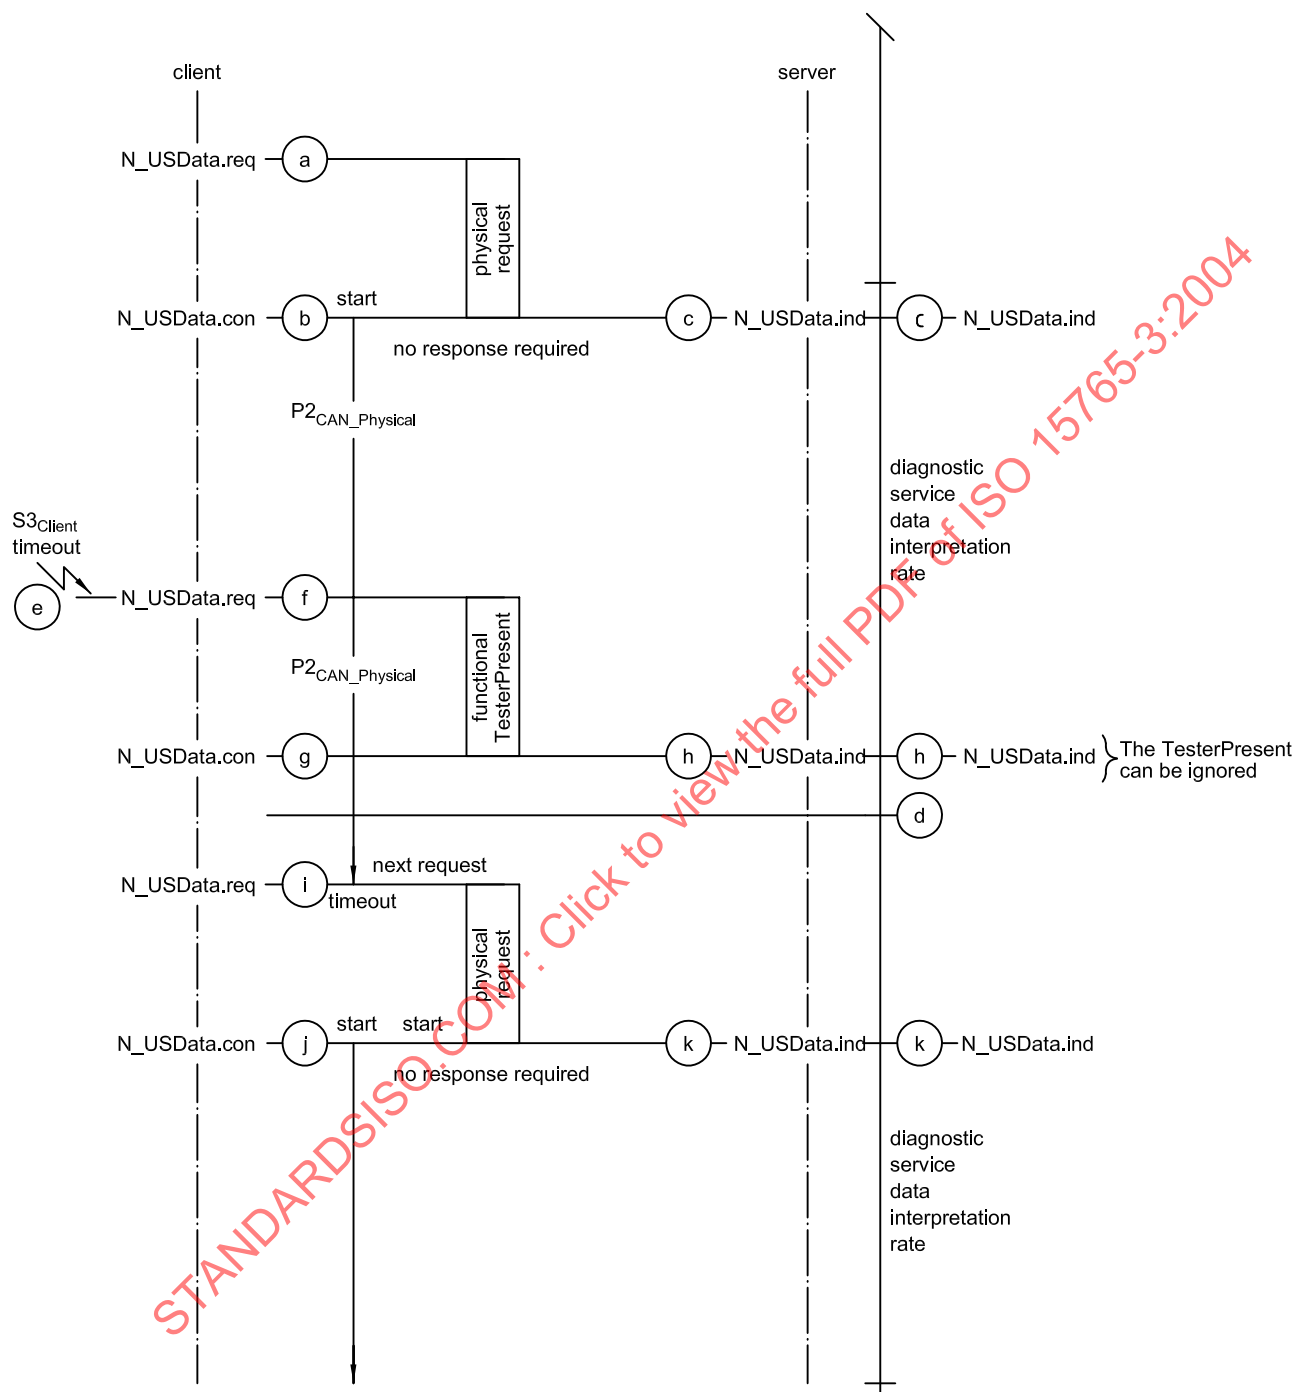 client
server
N_USData.req
a
physical
request
N_USData.con
b
start
c
N_USData.ind
c
N_USData.ind
no response required
P2CAN_Physical
diagnostic
service
data
interpretation
rate
S3Client
timeout
e
N_USData.req
f
functional
TesterPresent
P2CAN_Physical
N_USData.con
g
h
N_USData.ind
h
N_USData.ind
The TesterPresent
can be ignored
d
next request
N_USData.req
i
timeout
physical
request
start
start
N_USData.con
j
k
N_USData.ind
k
N_USData.ind
no response required
diagnostic
service
data
interpretation
rate
STANDARDSISO.COM : Click to view the full PDF of ISO 15765-3:2004